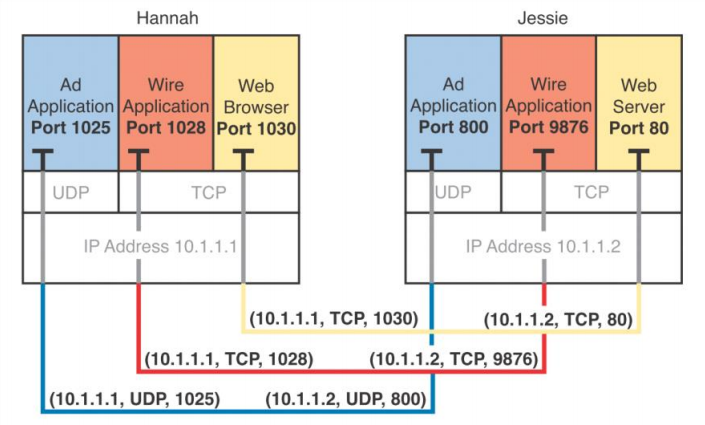 Hannah
Jessie
Ad
Application
Port 1025
Wire
Application
Port 1028
Web
Browser
Port 1030
Ad
Application
Port 800
Wire
Application
Port 9876
Web
Server
Port 80
UDP
TCP
UDP
TCP
IP Address 10.1.1.1
IP Address 10.1.1.2
(10.1.1.1, TCP, 1030)
(10.1.1.2, TCP, 80)
(10.1.1.1, TCP, 1028)
(10.1.1.2, TCP, 9876)
(10.1.1.1, UDP, 1025)
(10.1.1.2, UDP, 800)